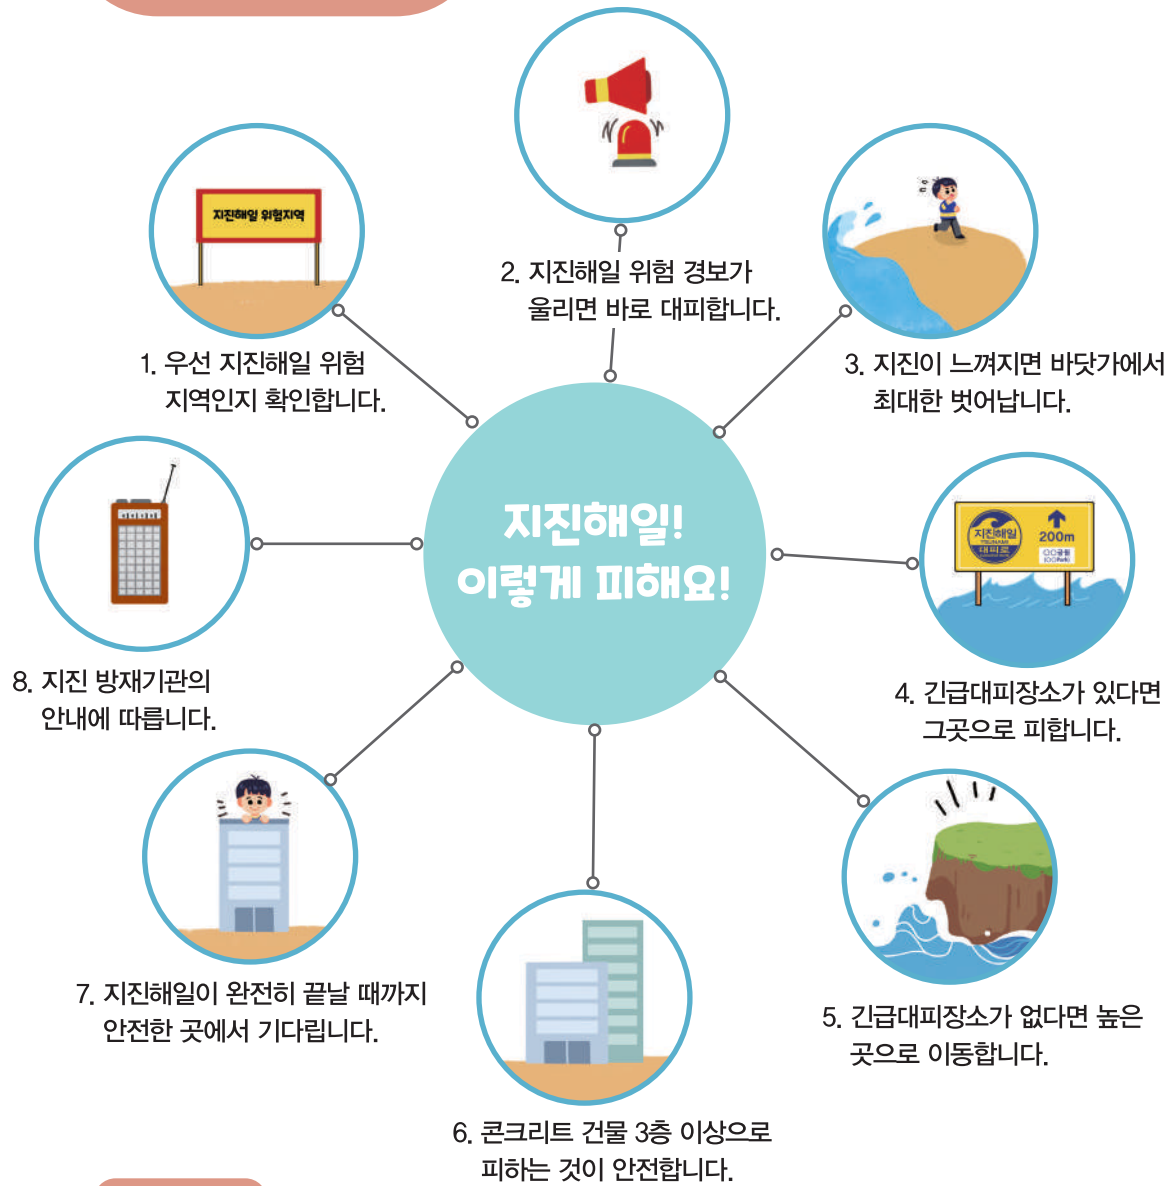 지진해일 위험지역
1. 우선 지진해일 위험
지역인지 확인합니다.
2. 지진해일 위험 경보가
울리면 바로 대피합니다.
3. 지진이 느껴지면 바닷가에서
최대한 벗어납니다.
지진해일!
이렇게 피해요!
지진해일
TSUNAMI
대피로
200m
○○공원
(○○Park)
4. 긴급대피장소가 있다면
그곳으로 피합니다.
5. 긴급대피장소가 없다면 높은
곳으로 이동합니다.
6. 콘크리트 건물 3층 이상으로
피하는 것이 안전합니다.
7. 지진해일이 완전히 끝날 때까지
안전한 곳에서 기다립니다.
8. 지진 방재기관의
안내에 따릅니다.